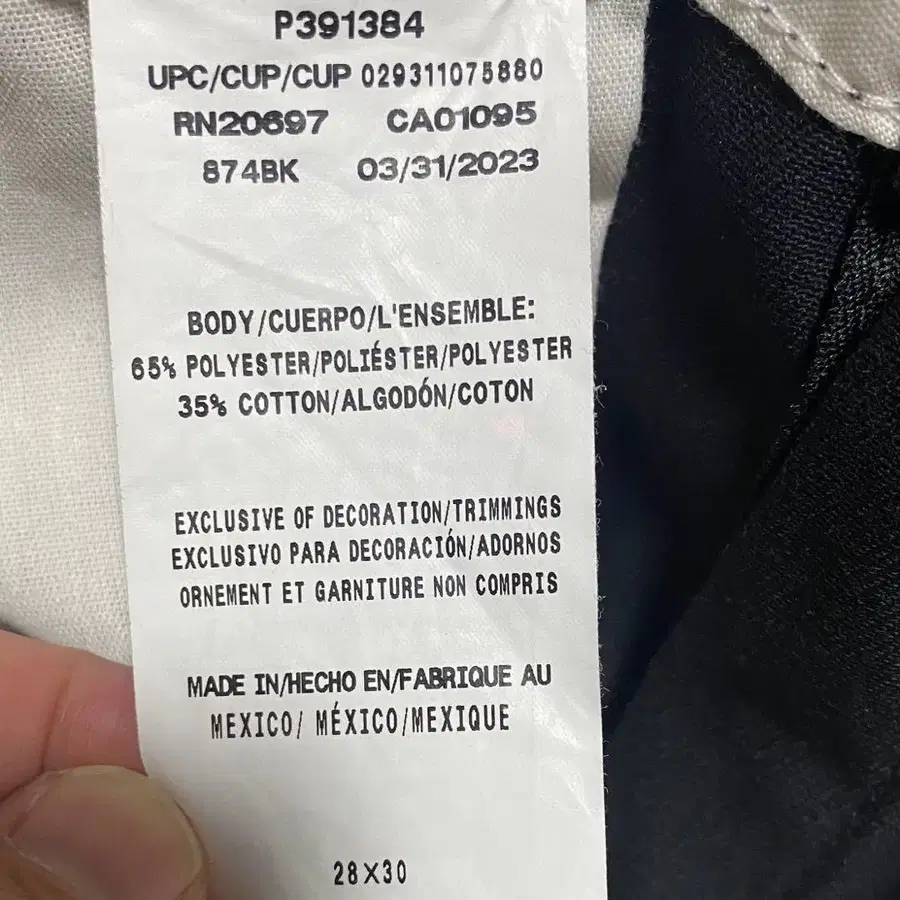 P391384
UPC/CUP/CUP 029311075880
RN20697 CA01095
874BK 03/31/2023
BODY/CUERPO/L'ENSEMBLE:
65% POLYESTER/POLIÉSTER/POLYESTER
35% COTTON/ALGODÓN/COTON
EXCLUSIVE OF DECORATION/TRIMMINGS
EXCLUSIVO PARA DECORACIÓN/ADORNOS
ORNEMENT ET GARNITURE NON COMPRIS
MADE IN/HECHO EN/FABRIQUE AU
MEXICO/ MÉXICO/MEXIQUE
28X30